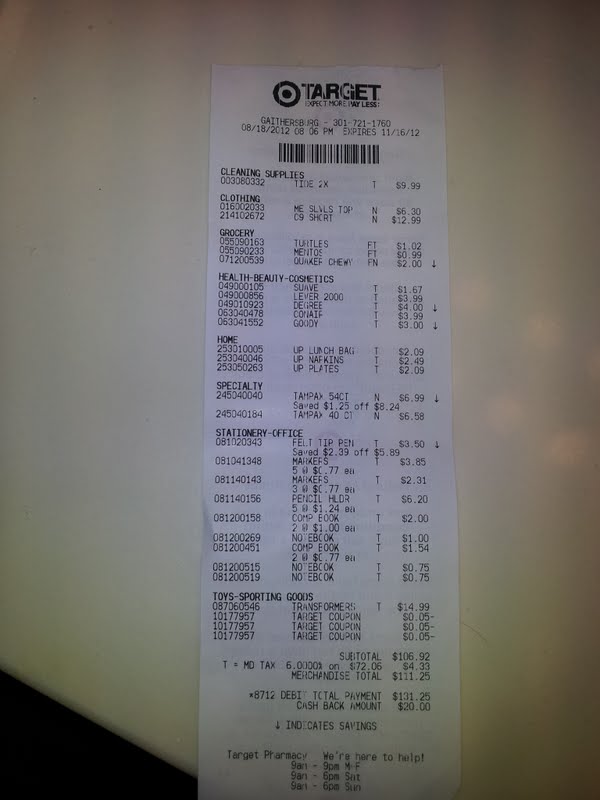 TARGET
EXPECT MORE PAY LESS
GAITHERSBURG - 301-721-1760
08/18/2012 08:06 PM EXPIRES 11/16/12
CLEANING SUPPLIES
003080332 TIDE 2X T $9.99
CLOTHING
016002033 ME SLVLS TOP N $6.30
214102672 C9 SHORT N $12.99
GROCERY
055090163 TURTLES FT $1.02
055090233 MENTOS FT $0.99
071200539 QUAKER CHEWY FN $2.00 ↓
HEALTH-BEAUTY-COSMETICS
049000105 SUAVE T $1.67
049000856 LEVER 2000 T $3.99
049010923 DEGREE T $4.00 ↓
063040478 CONAIR T $3.99
063041552 GOODY T $3.00 ↓
HOME
253010005 UP LUNCH BAG T $2.09
253040046 UP NAPKINS T $2.49
253050263 UP PLATES T $2.09
SPECIALTY
245040040 TAMPAX 54CT N $6.99 ↓
Saved $1.25 off $8.24
245040184 TAMPAX 40 CT N $6.58
STATIONERY-OFFICE
081020343 FELT TIP PEN T $3.50 ↓
Saved $2.39 off $5.89
081041348 MARKERS T $3.85
5 @ $0.77 ea
081140143 MARKERS T $2.31
3 @ $0.77 ea
081140156 PENCIL HLDR T $6.20
5 @ $1.24 ea
081200158 COMP BOOK T $2.00
2 @ $1.00 ea
081200269 NOTEBOOK T $1.00
081200451 COMP BOOK T $1.54
2 @ $0.77 ea
081200515 NOTEBOOK T $0.75
081200519 NOTEBOOK T $0.75
TOYS-SPORTING GOODS
087060546 TRANSFORMERS T $14.99
10177957 TARGET COUPON $0.05-
10177957 TARGET COUPON $0.05-
10177957 TARGET COUPON $0.05-
SUBTOTAL $106.92
T = MD TAX 6.0000% on $72.06 $4.33
MERCHANDISE TOTAL $111.25
*8712 DEBIT TOTAL PAYMENT $131.25
CASH BACK AMOUNT $20.00
↓ INDICATES SAVINGS
Target Pharmacy We're here to help!
9am - 9pm M-F
9am - 6pm Sat
9am - 6pm Sun